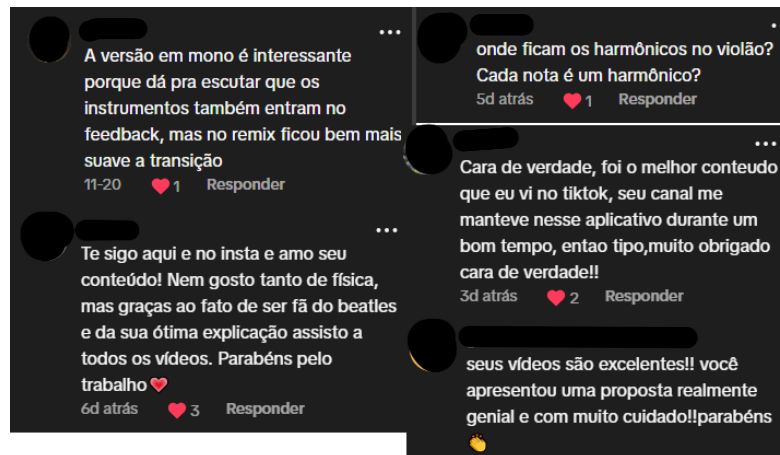 A versão em mono é interessante
porque dá pra escutar que os
instrumentos também entram no
feedback, mas no remix ficou bem mais
suave a transição
11-20 1 Responder
Te sigo aqui e no insta e amo seu
conteúdo! Nem gosto tanto de física,
mas graças ao fato de ser fã do beatles
e da sua ótima explicação assisto a
todos os vídeos. Parabéns pelo
trabalho💗
6d atrás 3 Responder
onde ficam os harmônicos no violão?
Cada nota é um harmônico?
5d atrás 1 Responder
Cara de verdade, foi o melhor conteudo
que eu vi no tiktok, seu canal me
manteve nesse aplicativo durante um
bom tempo, entao tipo,muito obrigado
cara de verdade!!
3d atrás 2 Responder
seus vídeos são excelentes!! você
apresentou uma proposta realmente
genial e com muito cuidado!!parabéns
👏